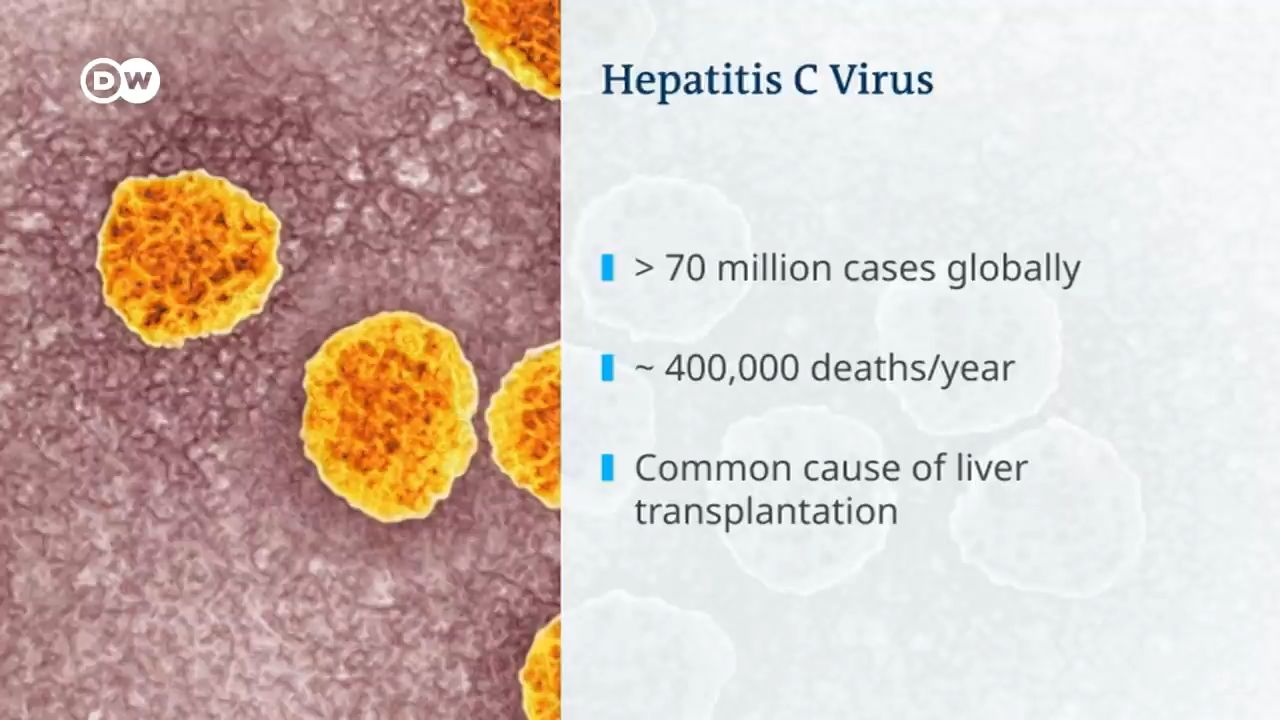 DW
Hepatitis C Virus
> 70 million cases globally
~ 400,000 deaths/year
Common cause of liver
transplantation